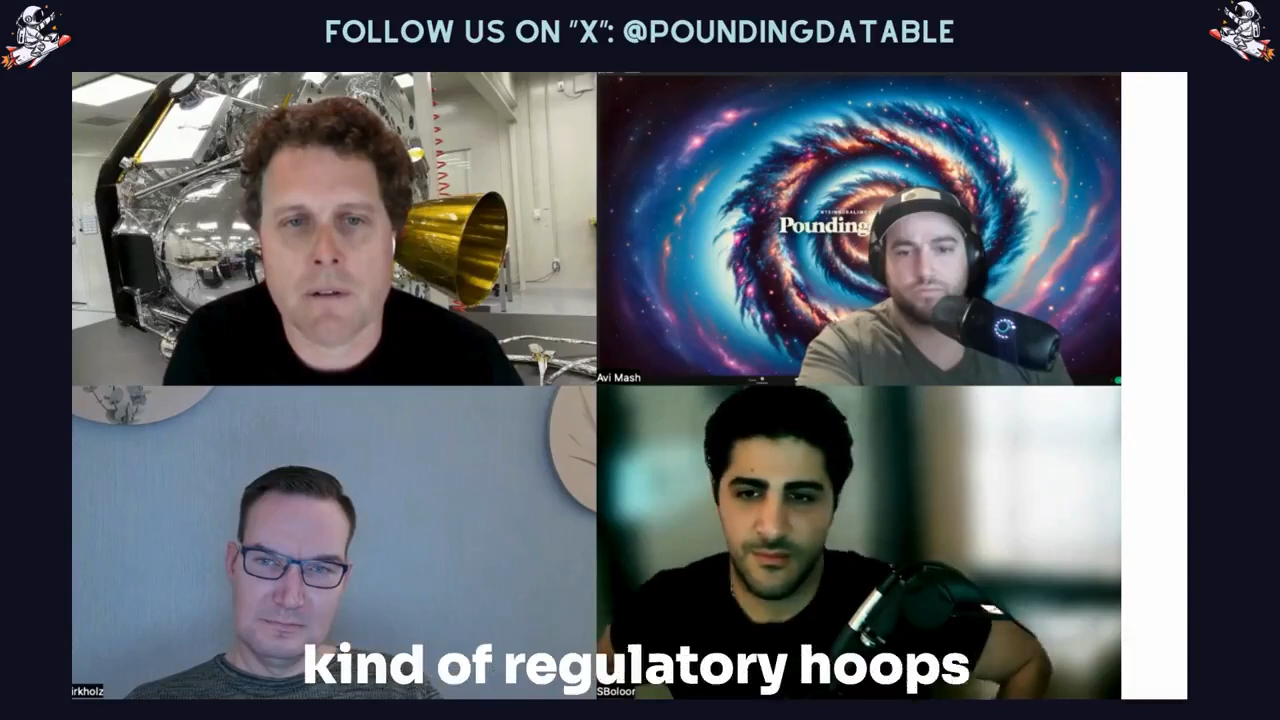 FOLLOW US ON "X": @POUNDINGDATABLE
Pounding
Avi Mash
irkholz
SBoloor
kind of regulatory hoops